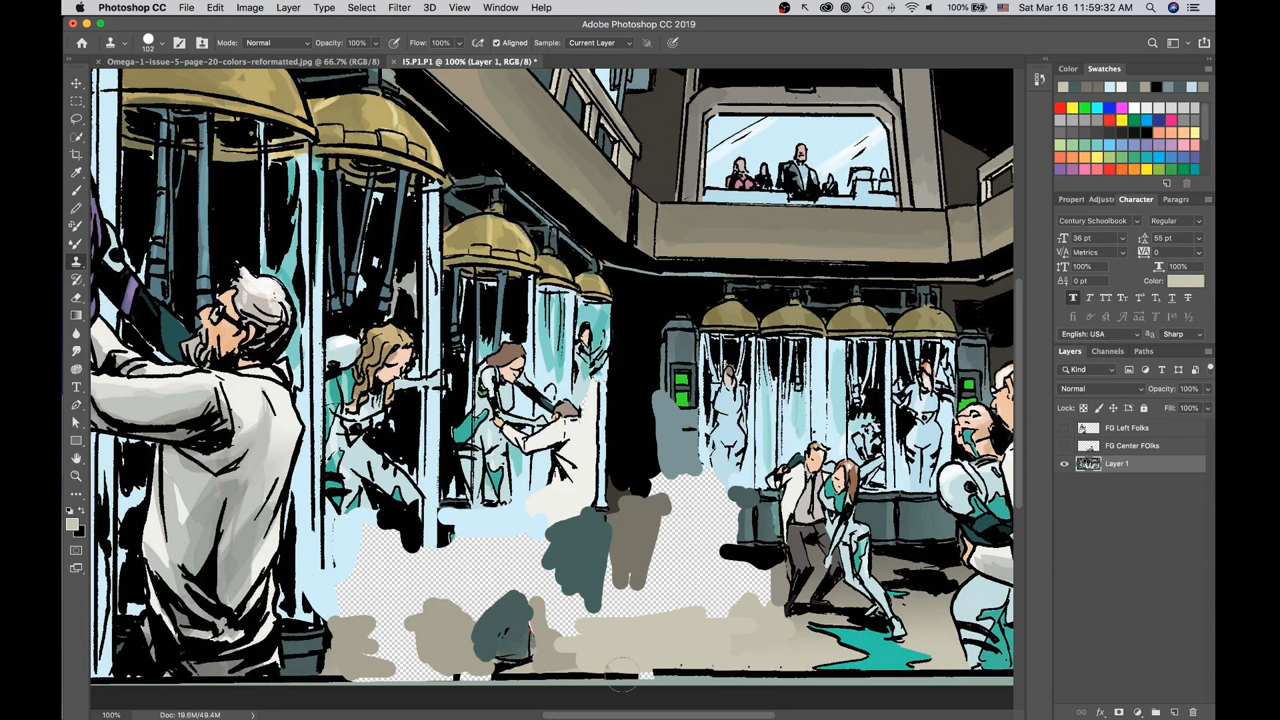 Photoshop CC File Edit Image Layer Type Select Filter 3D View Window Help 100% Sat Mar 16 11:59:32 AM
Adobe Photoshop CC 2019
102 Mode: Normal Opacity: 100% Flow: 100% Aligned Sample: Current Layer
Omega-1-issue-5-page-20-colors-reformatted.jpg @ 66.7% (RGB/8) I5.P1.P1 @ 100% (Layer 1, RGB/8) *
Color Swatches
Propert Adjustr Character Paragra
Century Schoolbook Regular
36 pt 55 pt
Metrics 0
100% 100%
0 pt Color:
English: USA Sharp
Layers Channels Paths
Kind
Normal Opacity: 100%
Lock: Fill: 100%
FG Left Folks
FG Center FOlks
Layer 1
100% Doc: 19.6M/49.4M